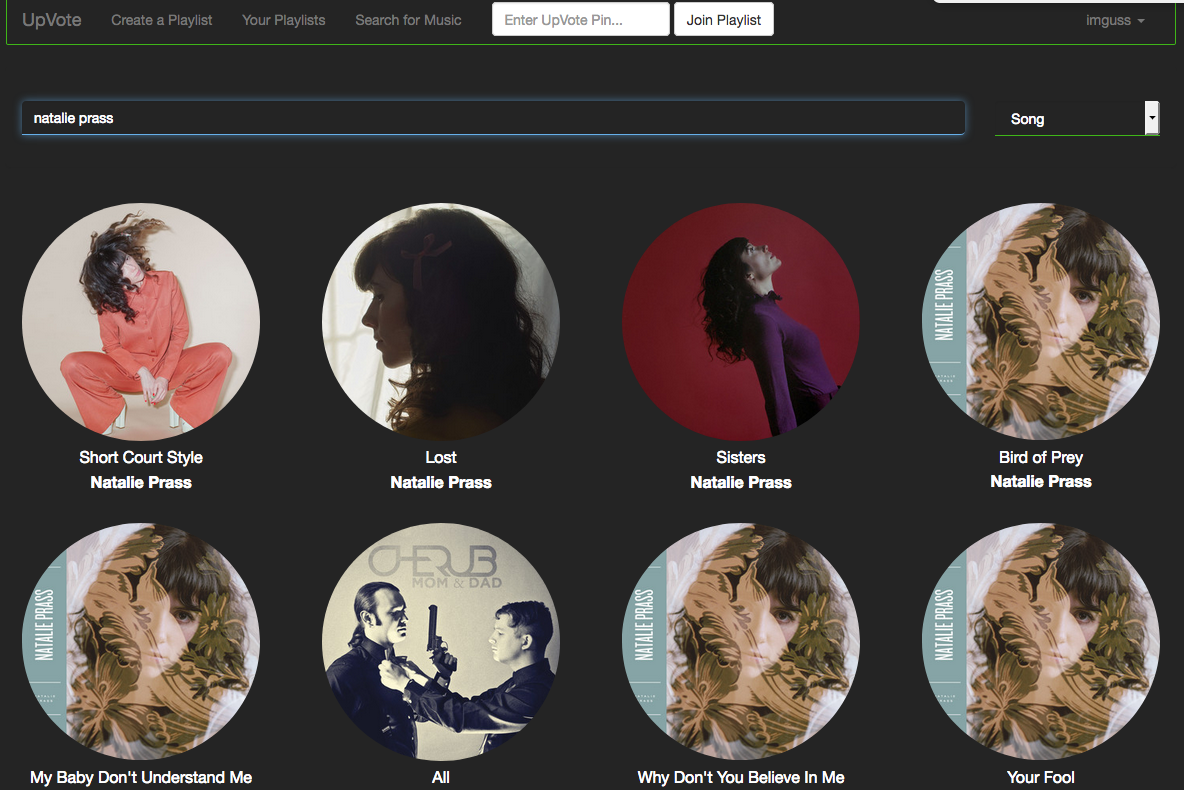 UpVote Create a Playlist Your Playlists Search for Music Enter UpVote Pin... Join Playlist imguss
natalie prass Song
NATALIE PRASS
Short Court Style Lost Sisters Bird of Prey
Natalie Prass Natalie Prass Natalie Prass Natalie Prass
NATALIE PRASS CHERUB NATALIE PRASS NATALIE PRASS
MOM & DAD
My Baby Don't Understand Me All Why Don't You Believe In Me Your Fool